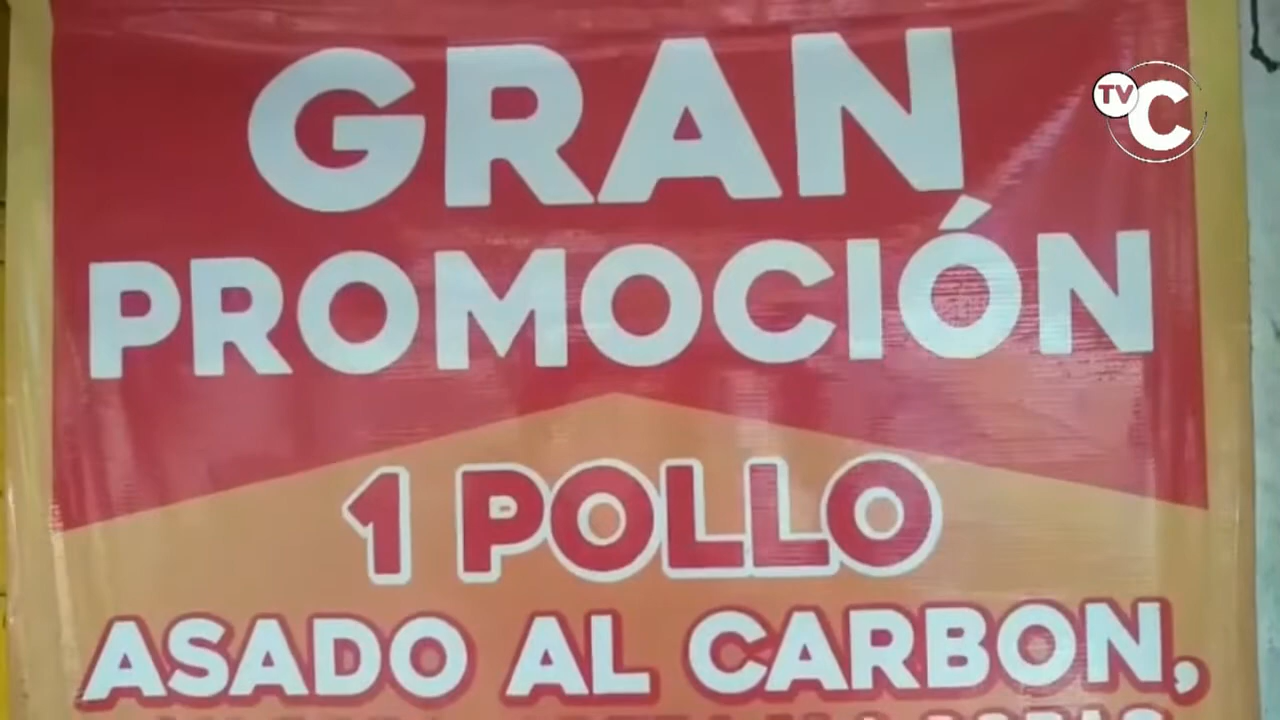 GRAN
TV C
PROMOCIÓN
1 POLLO
ASADO AL CARBON,